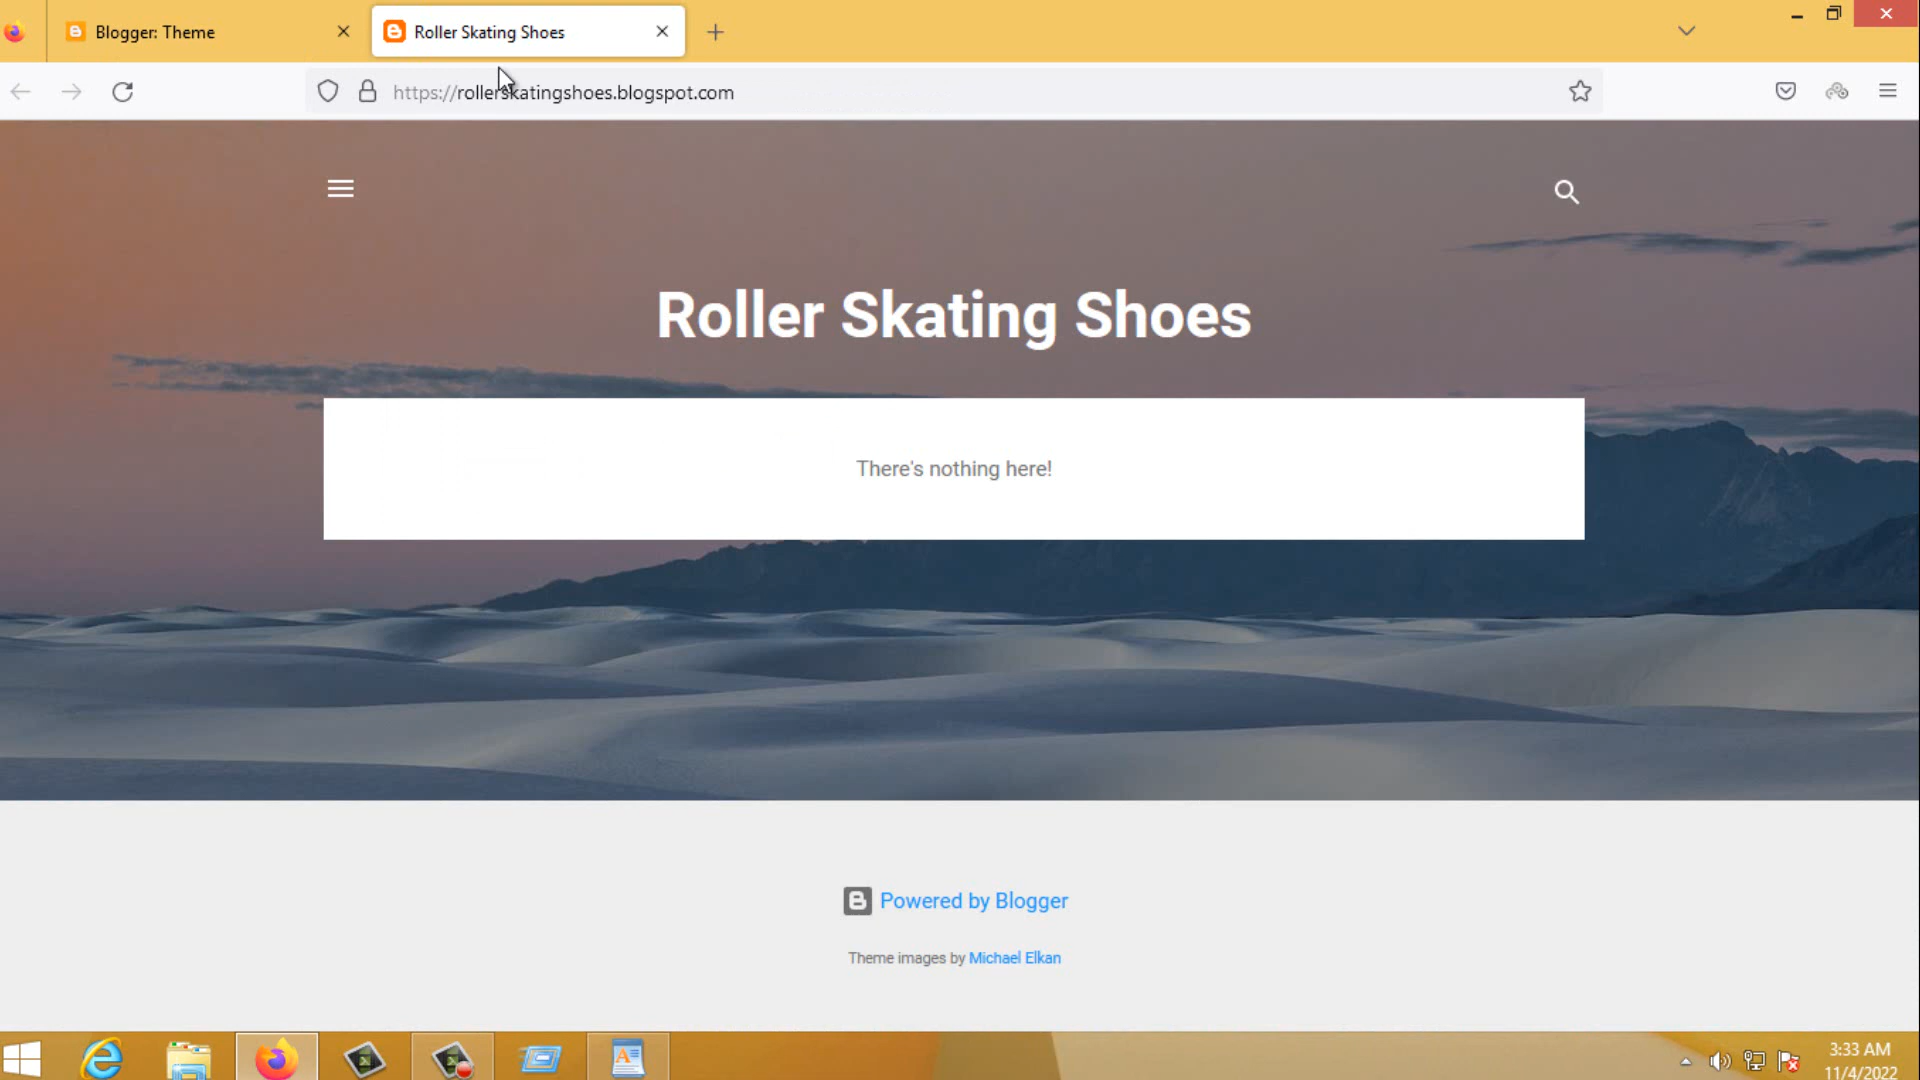 Blogger: Theme
Roller Skating Shoes
https://rollerskatingshoes.blogspot.com
Roller Skating Shoes
There's nothing here!
Powered by Blogger
Theme images by Michael Elkan
3:33 AM
11/4/2022